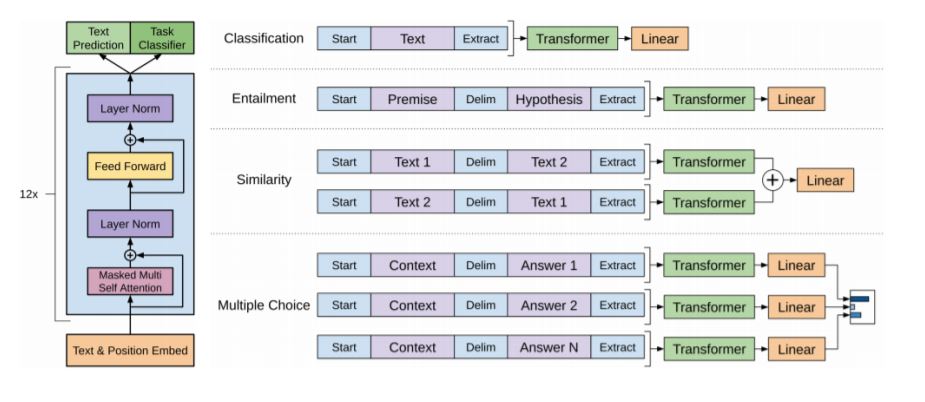 Text
Prediction
Task
Classifier
Layer Norm
Feed Forward
12x
Layer Norm
Masked Multi
Self Attention
Text & Position Embed
Classification Start Text Extract Transformer Linear
Entailment Start Premise Delim Hypothesis Extract Transformer Linear
Similarity
Start Text 1 Delim Text 2 Extract Transformer
+ Linear
Start Text 2 Delim Text 1 Extract Transformer
Multiple Choice
Start Context Delim Answer 1 Extract Transformer Linear
Start Context Delim Answer 2 Extract Transformer Linear
Start Context Delim Answer N Extract Transformer Linear